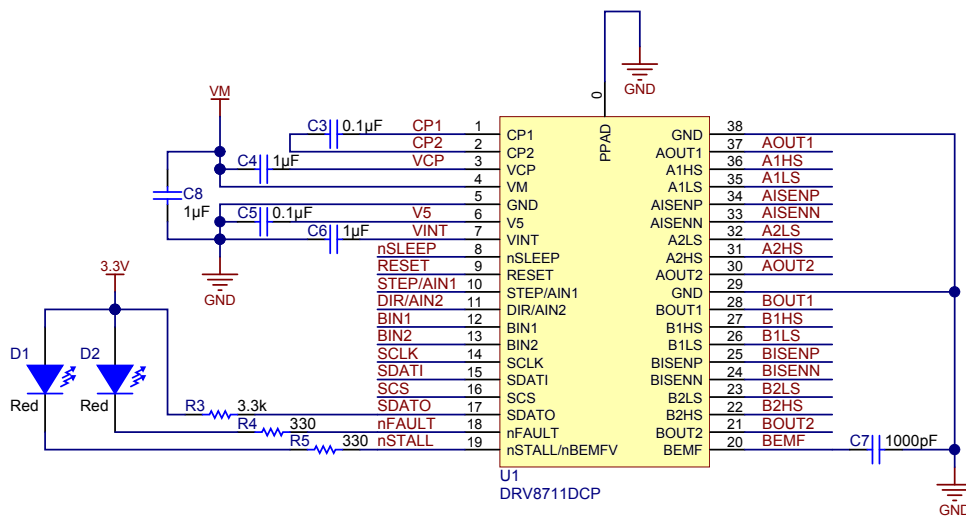 GND
0
PPAD
VM
C3 0.1µF CP1 1 CP1 GND 38
CP2 2 CP2 AOUT1 37 AOUT1
C4 1µF VCP 3 VCP A1HS 36 A1HS
4 VM A1LS 35 A1LS
C8
1µF
5 GND AISENP 34 AISENP
C5 0.1µF V5 6 V5 AISENN 33 AISENN
C6 1µF VINT 7 VINT A2LS 32 A2LS
nSLEEP 8 nSLEEP A2HS 31 A2HS
3.3V
GND
RESET 9 RESET AOUT2 30 AOUT2
STEP/AIN1 10 STEP/AIN1 GND 29
DIR/AIN2 11 DIR/AIN2 BOUT1 28 BOUT1
BIN1 12 BIN1 B1HS 27 B1HS
BIN2 13 BIN2 B1LS 26 B1LS
D1 D2
SCLK 14 SCLK BISENP 25 BISENP
SDATI 15 SDATI BISENN 24 BISENN
SCS 16 SCS B2LS 23 B2LS
Red Red
R3 3.3k SDATO 17 SDATO B2HS 22 B2HS
R4 330 nFAULT 18 nFAULT BOUT2 21 BOUT2
R5 330 nSTALL 19 nSTALL/nBEMFV BEMF 20 BEMF C7 1000pF
U1
DRV8711DCP
GND